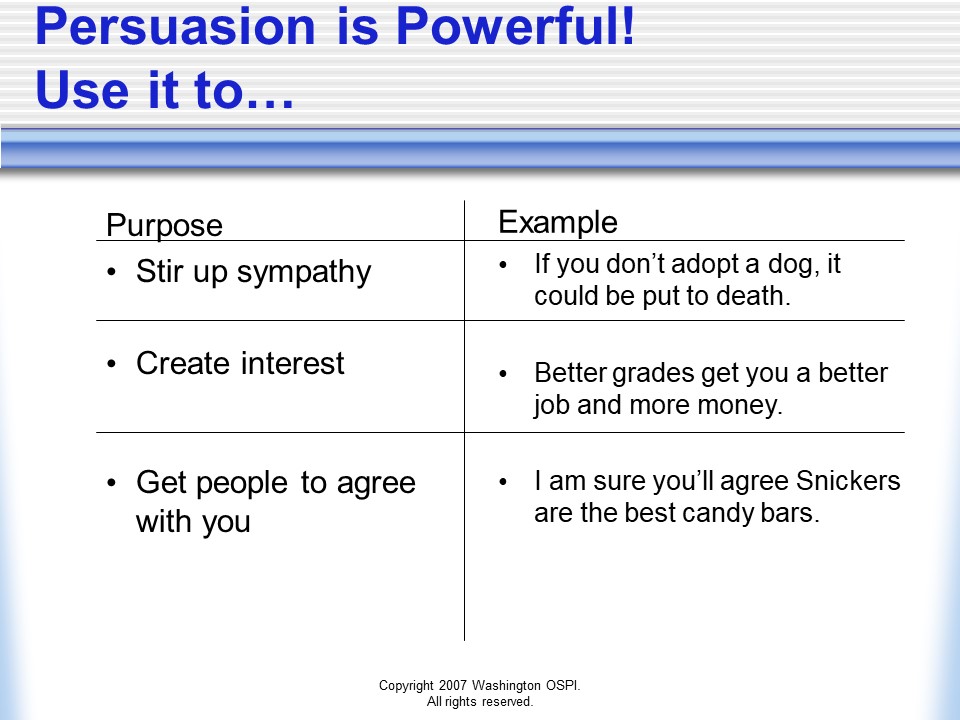 Persuasion is Powerful!
Use it to…
Purpose
Example
• Stir up sympathy
• If you don’t adopt a dog, it
could be put to death.
• Create interest
• Better grades get you a better
job and more money.
• Get people to agree
with you
• I am sure you’ll agree Snickers
are the best candy bars.
Copyright 2007 Washington OSPI.
All rights reserved.